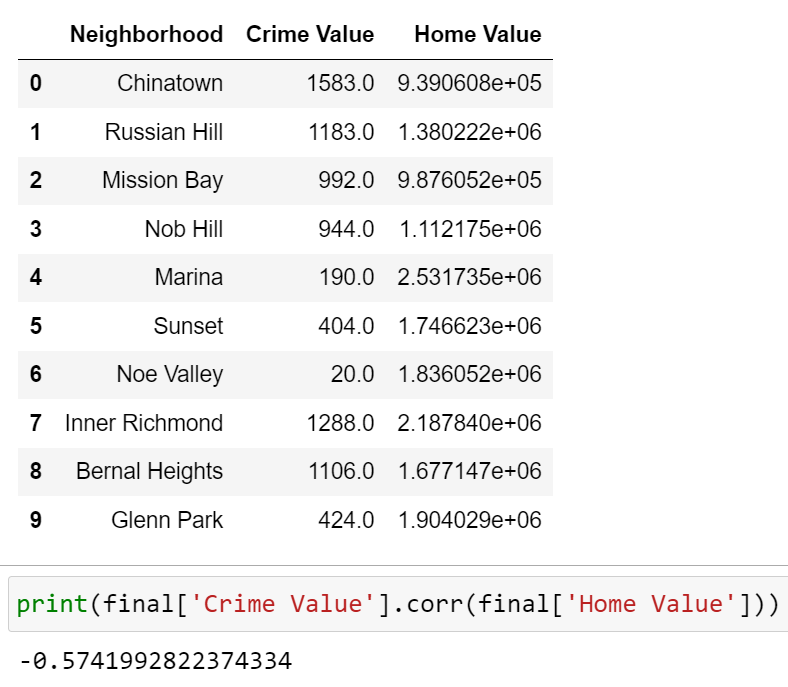 Neighborhood Crime Value Home Value
0 Chinatown 1583.0 9.390608e+05
1 Russian Hill 1183.0 1.380222e+06
2 Mission Bay 992.0 9.876052e+05
3 Nob Hill 944.0 1.112175e+06
4 Marina 190.0 2.531735e+06
5 Sunset 404.0 1.746623e+06
6 Noe Valley 20.0 1.836052e+06
7 Inner Richmond 1288.0 2.187840e+06
8 Bernal Heights 1106.0 1.677147e+06
9 Glenn Park 424.0 1.904029e+06
print(final['Crime Value'].corr(final['Home Value']))
-0.5741992822374334